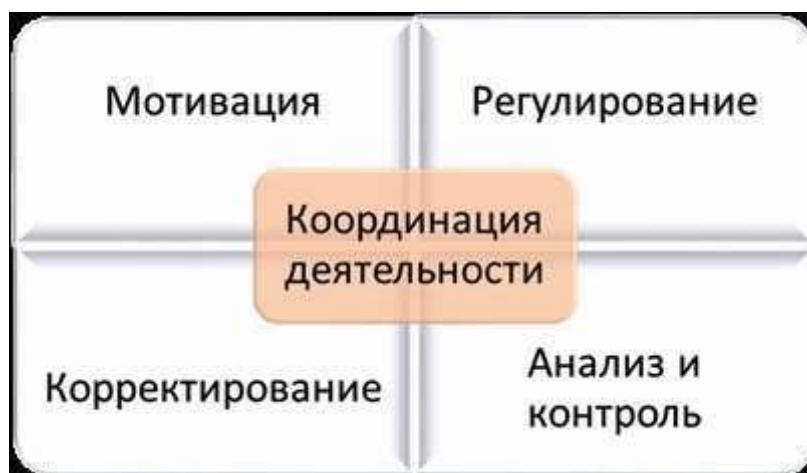 Мотивация
Регулирование
Координация
деятельности
Корректирование
Анализ и
контроль